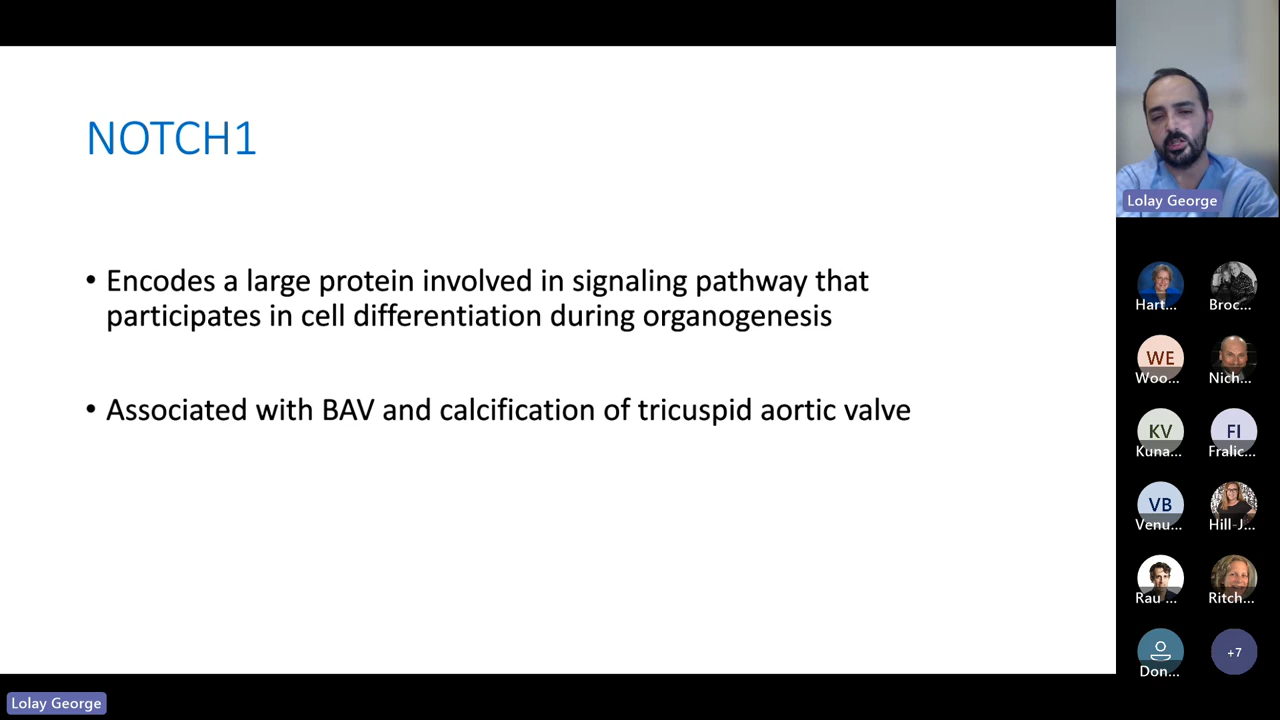 NOTCH1
• Encodes a large protein involved in signaling pathway that
participates in cell differentiation during organogenesis
• Associated with BAV and calcification of tricuspid aortic valve
Lolay George
Lolay George
Hart...
Broc...
WE
Woo...
Nich...
KV
Kuna...
FI
Fralic...
VB
Venu...
Hill-J...
Rau ...
Ritch...
Don...
+7